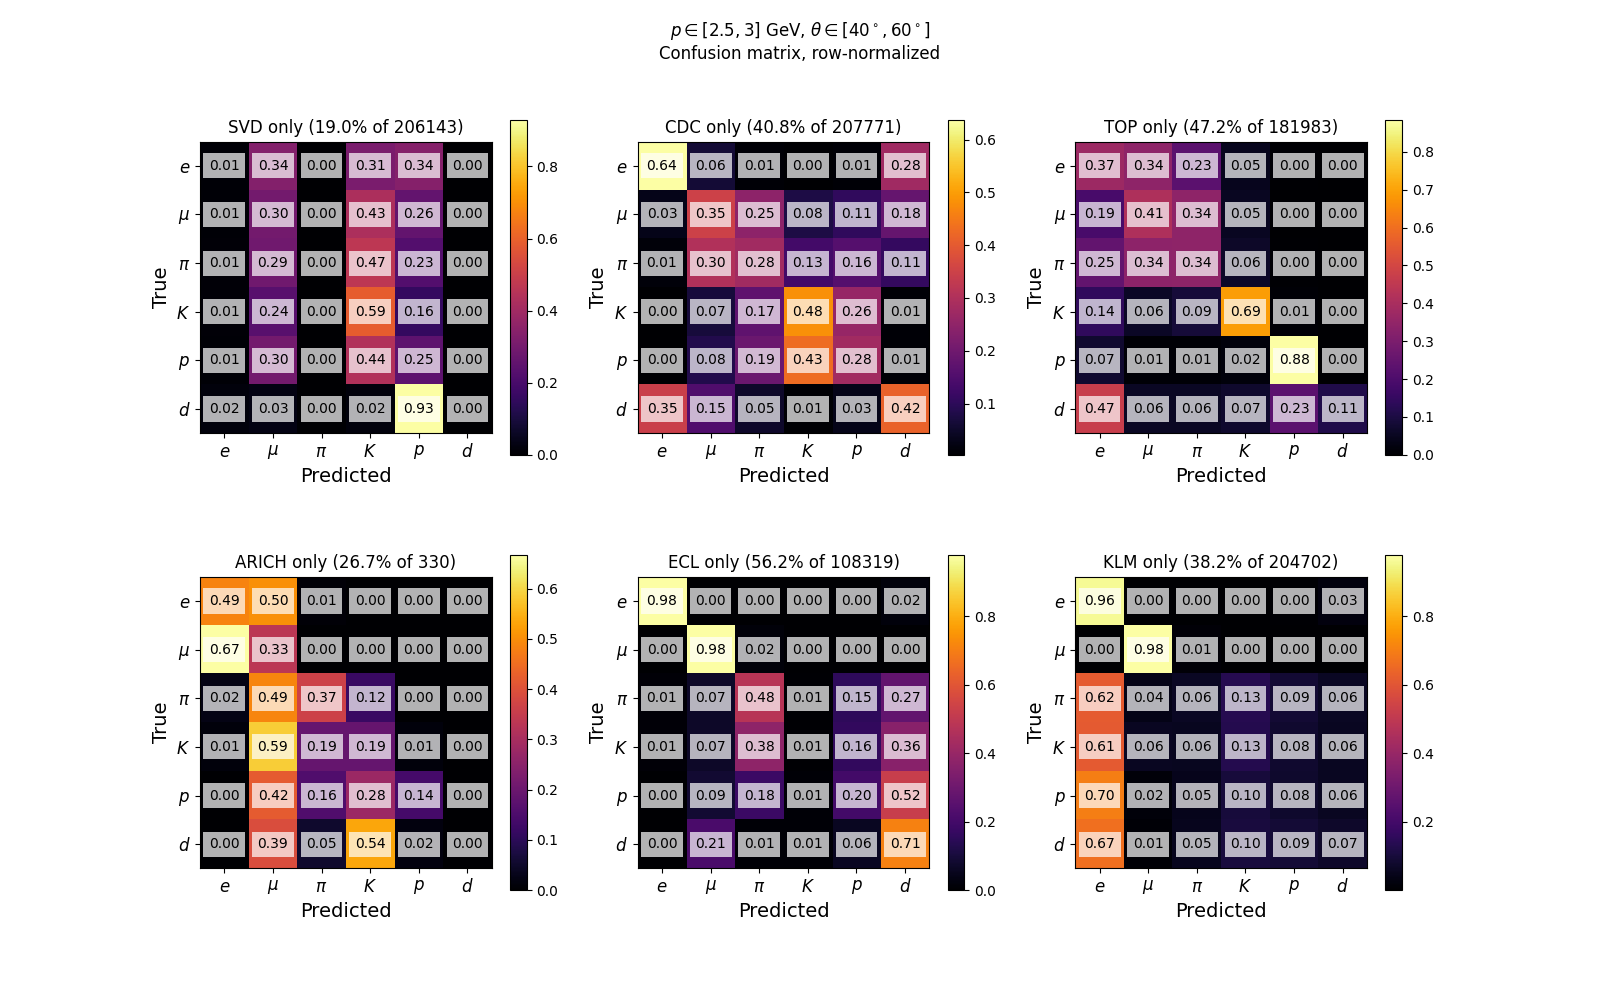 p ∈ [2.5, 3] GeV, θ ∈ [40°, 60°]
Confusion matrix, row-normalized
SVD only (19.0% of 206143)
e 0.01 0.34 0.00 0.31 0.34 0.00
μ 0.01 0.30 0.00 0.43 0.26 0.00
π 0.01 0.29 0.00 0.47 0.23 0.00
K 0.01 0.24 0.00 0.59 0.16 0.00
p 0.01 0.30 0.00 0.44 0.25 0.00
d 0.02 0.03 0.00 0.02 0.93 0.00
e μ π K p d
Predicted
True
0.8
0.6
0.4
0.2
0.0
CDC only (40.8% of 207771)
e 0.64 0.06 0.01 0.00 0.01 0.28
μ 0.03 0.35 0.25 0.08 0.11 0.18
π 0.01 0.30 0.28 0.13 0.16 0.11
K 0.00 0.07 0.17 0.48 0.26 0.01
p 0.00 0.08 0.19 0.43 0.28 0.01
d 0.35 0.15 0.05 0.01 0.03 0.42
e μ π K p d
Predicted
True
0.6
0.5
0.4
0.3
0.2
0.1
TOP only (47.2% of 181983)
e 0.37 0.34 0.23 0.05 0.00 0.00
μ 0.19 0.41 0.34 0.05 0.00 0.00
π 0.25 0.34 0.34 0.06 0.00 0.00
K 0.14 0.06 0.09 0.69 0.01 0.00
p 0.07 0.01 0.01 0.02 0.88 0.00
d 0.47 0.06 0.06 0.07 0.23 0.11
e μ π K p d
Predicted
True
0.8
0.7
0.6
0.5
0.4
0.3
0.2
0.1
0.0
ARICH only (26.7% of 330)
e 0.49 0.50 0.01 0.00 0.00 0.00
μ 0.67 0.33 0.00 0.00 0.00 0.00
π 0.02 0.49 0.37 0.12 0.00 0.00
K 0.01 0.59 0.19 0.19 0.01 0.00
p 0.00 0.42 0.16 0.28 0.14 0.00
d 0.00 0.39 0.05 0.54 0.02 0.00
e μ π K p d
Predicted
True
0.6
0.5
0.4
0.3
0.2
0.1
0.0
ECL only (56.2% of 108319)
e 0.98 0.00 0.00 0.00 0.00 0.02
μ 0.00 0.98 0.02 0.00 0.00 0.00
π 0.01 0.07 0.48 0.01 0.15 0.27
K 0.01 0.07 0.38 0.01 0.16 0.36
p 0.00 0.09 0.18 0.01 0.20 0.52
d 0.00 0.21 0.01 0.01 0.06 0.71
e μ π K p d
Predicted
True
0.8
0.6
0.4
0.2
0.0
KLM only (38.2% of 204702)
e 0.96 0.00 0.00 0.00 0.00 0.03
μ 0.00 0.98 0.01 0.00 0.00 0.00
π 0.62 0.04 0.06 0.13 0.09 0.06
K 0.61 0.06 0.06 0.13 0.08 0.06
p 0.70 0.02 0.05 0.10 0.08 0.06
d 0.67 0.01 0.05 0.10 0.09 0.07
e μ π K p d
Predicted
True
0.8
0.6
0.4
0.2